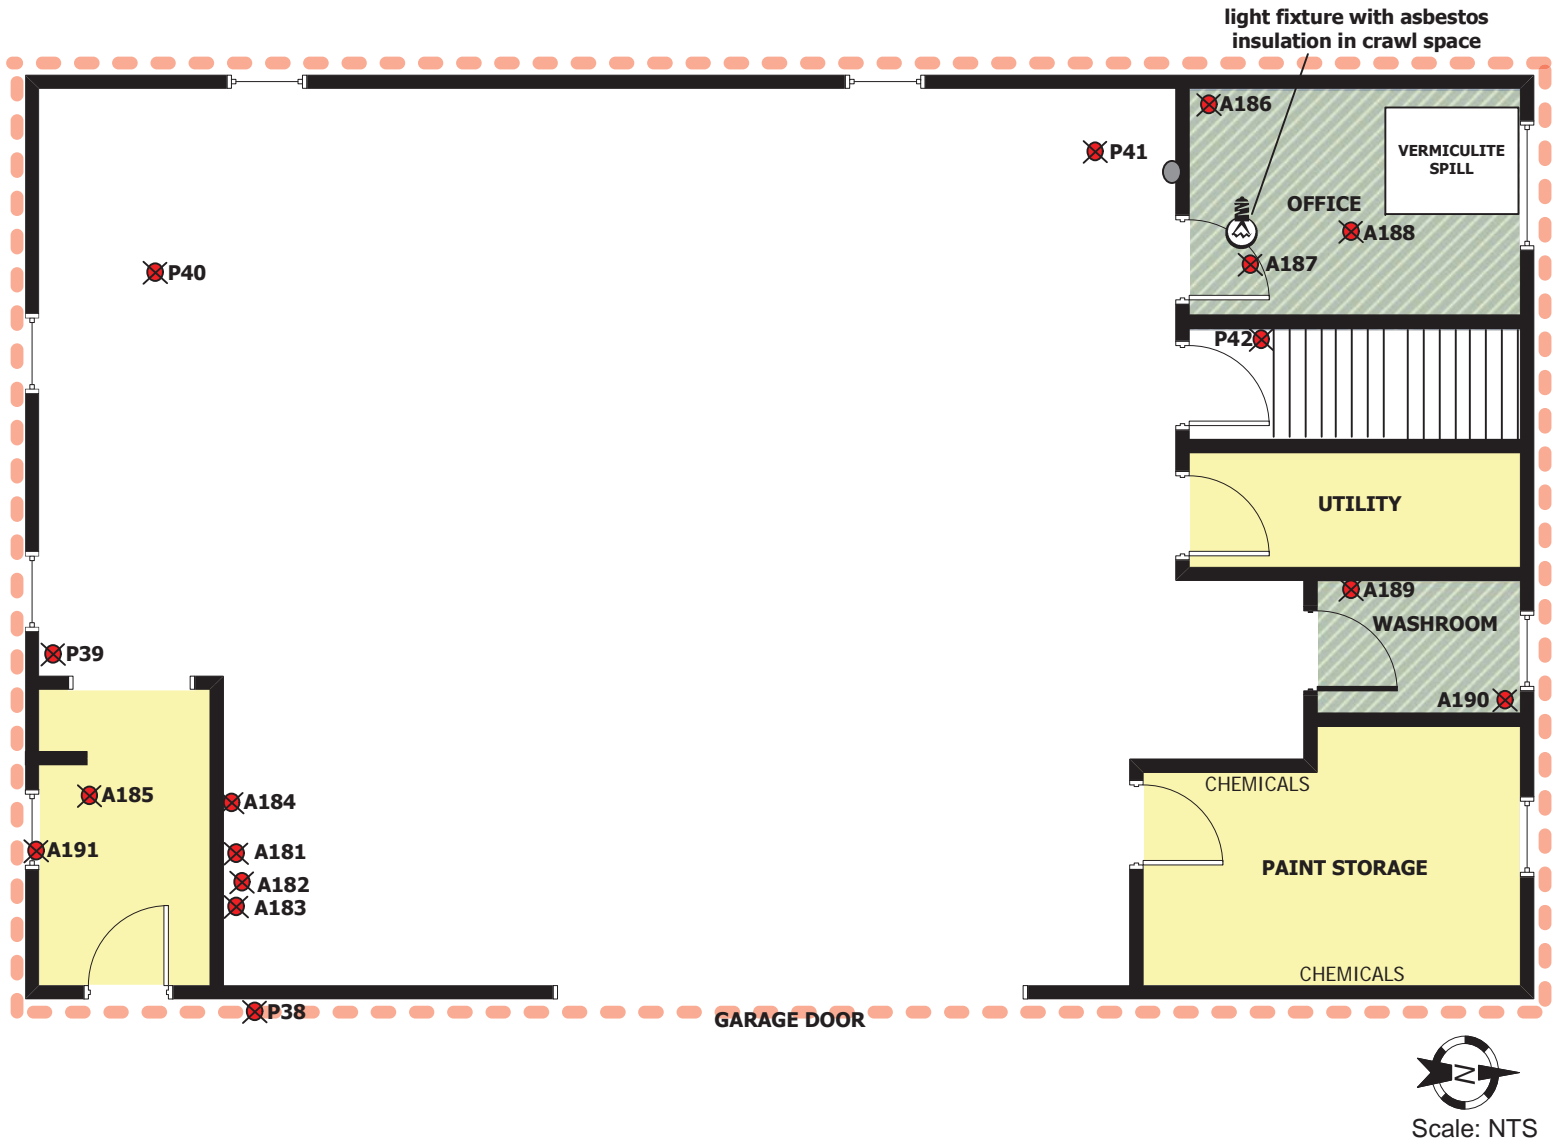 light fixture with asbestos
insulation in crawl space
A186
P41
VERMICULITE
SPILL
OFFICE
A188
A187
P40
P42
UTILITY
A189
WASHROOM
P39
A190
CHEMICALS
A185
A184
A191
A181
PAINT STORAGE
A182
A183
CHEMICALS
P38
GARAGE DOOR
N
Scale: NTS